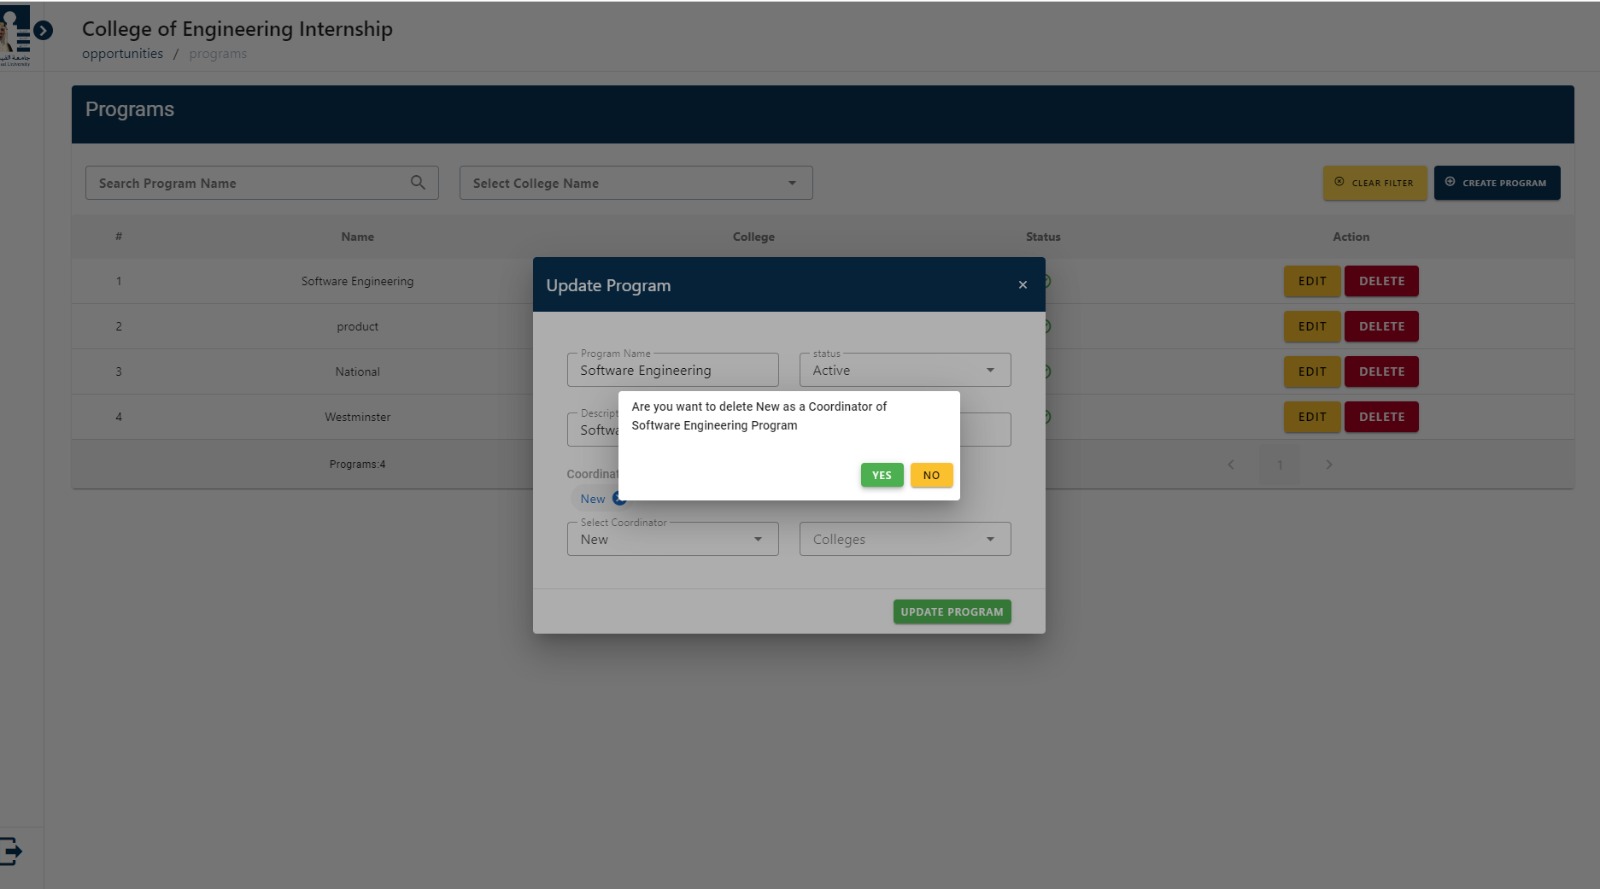 College of Engineering Internship
opportunities / programs
Programs
Search Program Name
Select College Name
CLEAR FILTER
CREATE PROGRAM
# Name College Status Action
1 Software Engineering EDIT DELETE
2 product EDIT DELETE
3 National EDIT DELETE
4 Westminster EDIT DELETE
Programs:4
1
Update Program
Program Name
Software Engineering
status
Active
Are you want to delete New as a Coordinator of
Software Engineering Program
YES
NO
New
Select Coordinator
New
Colleges
UPDATE PROGRAM